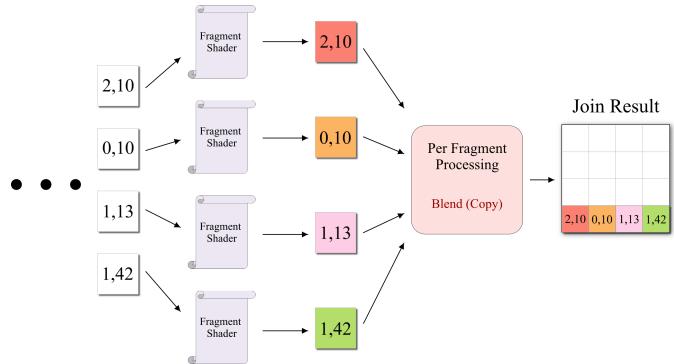 2,10
0,10
1,13
1,42
Fragment
Shader
Fragment
Shader
Fragment
Shader
Fragment
Shader
2,10
0,10
1,13
1,42
Per Fragment
Processing
Blend (Copy)
Join Result
2,10 0,10 1,13 1,42